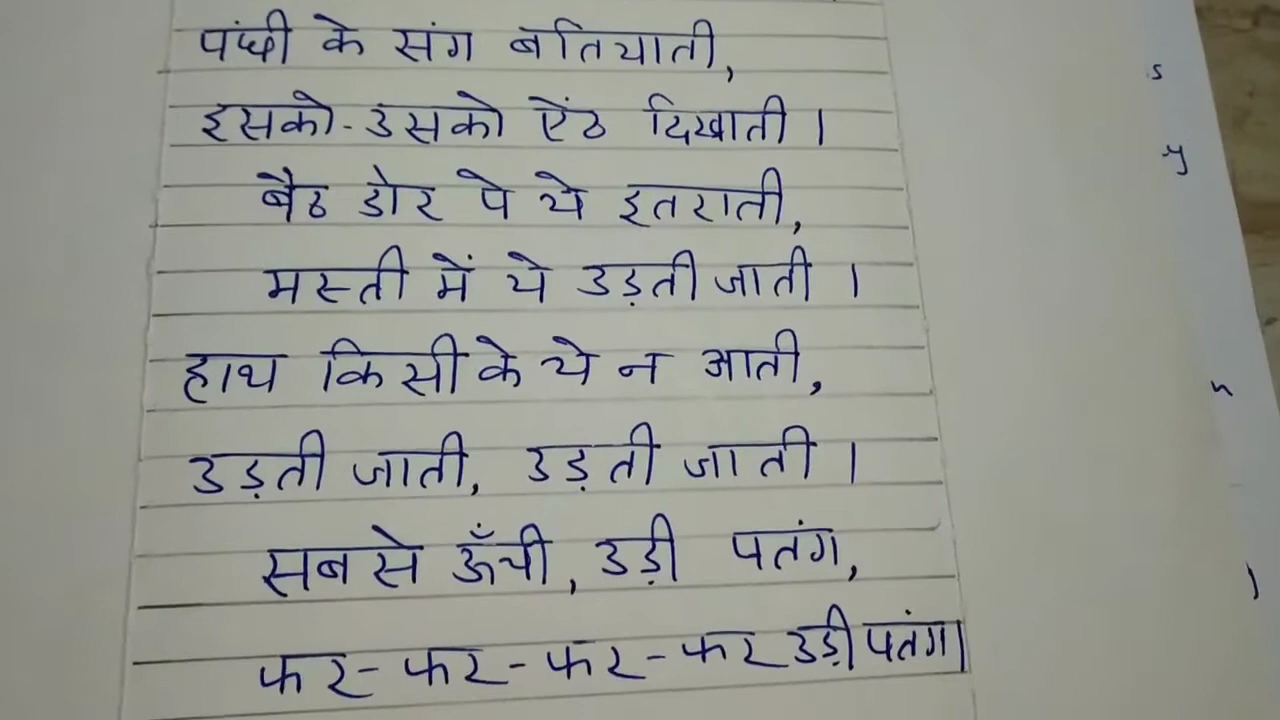 पंछी के संग बतियाती,
इसको-उसको ऐंठ दिखाती।
बैठ डोर पे ये इतराती,
मस्ती में ये उड़ती जाती।
हाथ किसी के ये न आती,
उड़ती जाती, उड़ती जाती।
सबसे ऊँची, उड़ी पतंग,
फर-फर-फर-फर उड़ी पतंग।